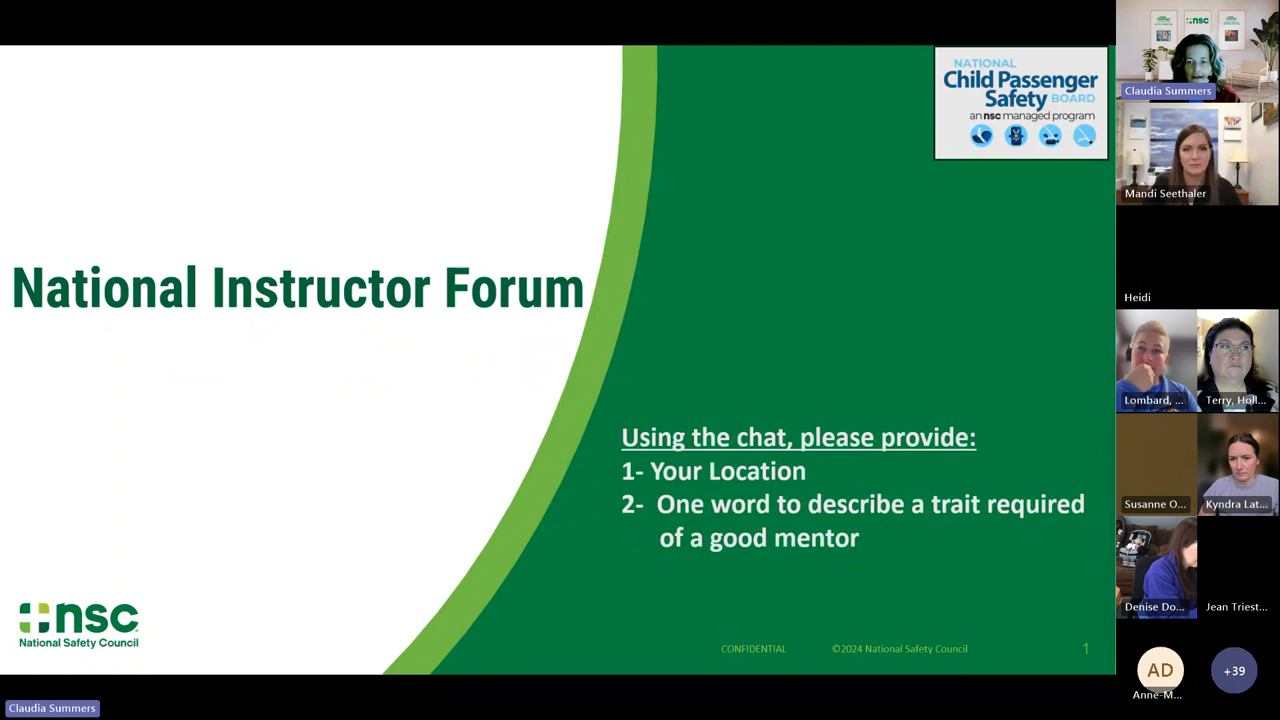 National Instructor Forum
NATIONAL
Child Passenger
Safety BOARD
an nsc managed program
Using the chat, please provide:
1- Your Location
2- One word to describe a trait required
of a good mentor
nsc
National Safety Council
CONFIDENTIAL
©2024 National Safety Council
1
Claudia Summers
nsc
Claudia Summers
Mandi Seethaler
Heidi
Lombard, ...
Terry, Holl...
Susanne O...
Kyndra Lat...
Denise Do...
Jean Triest...
AD
Anne-M...
+39